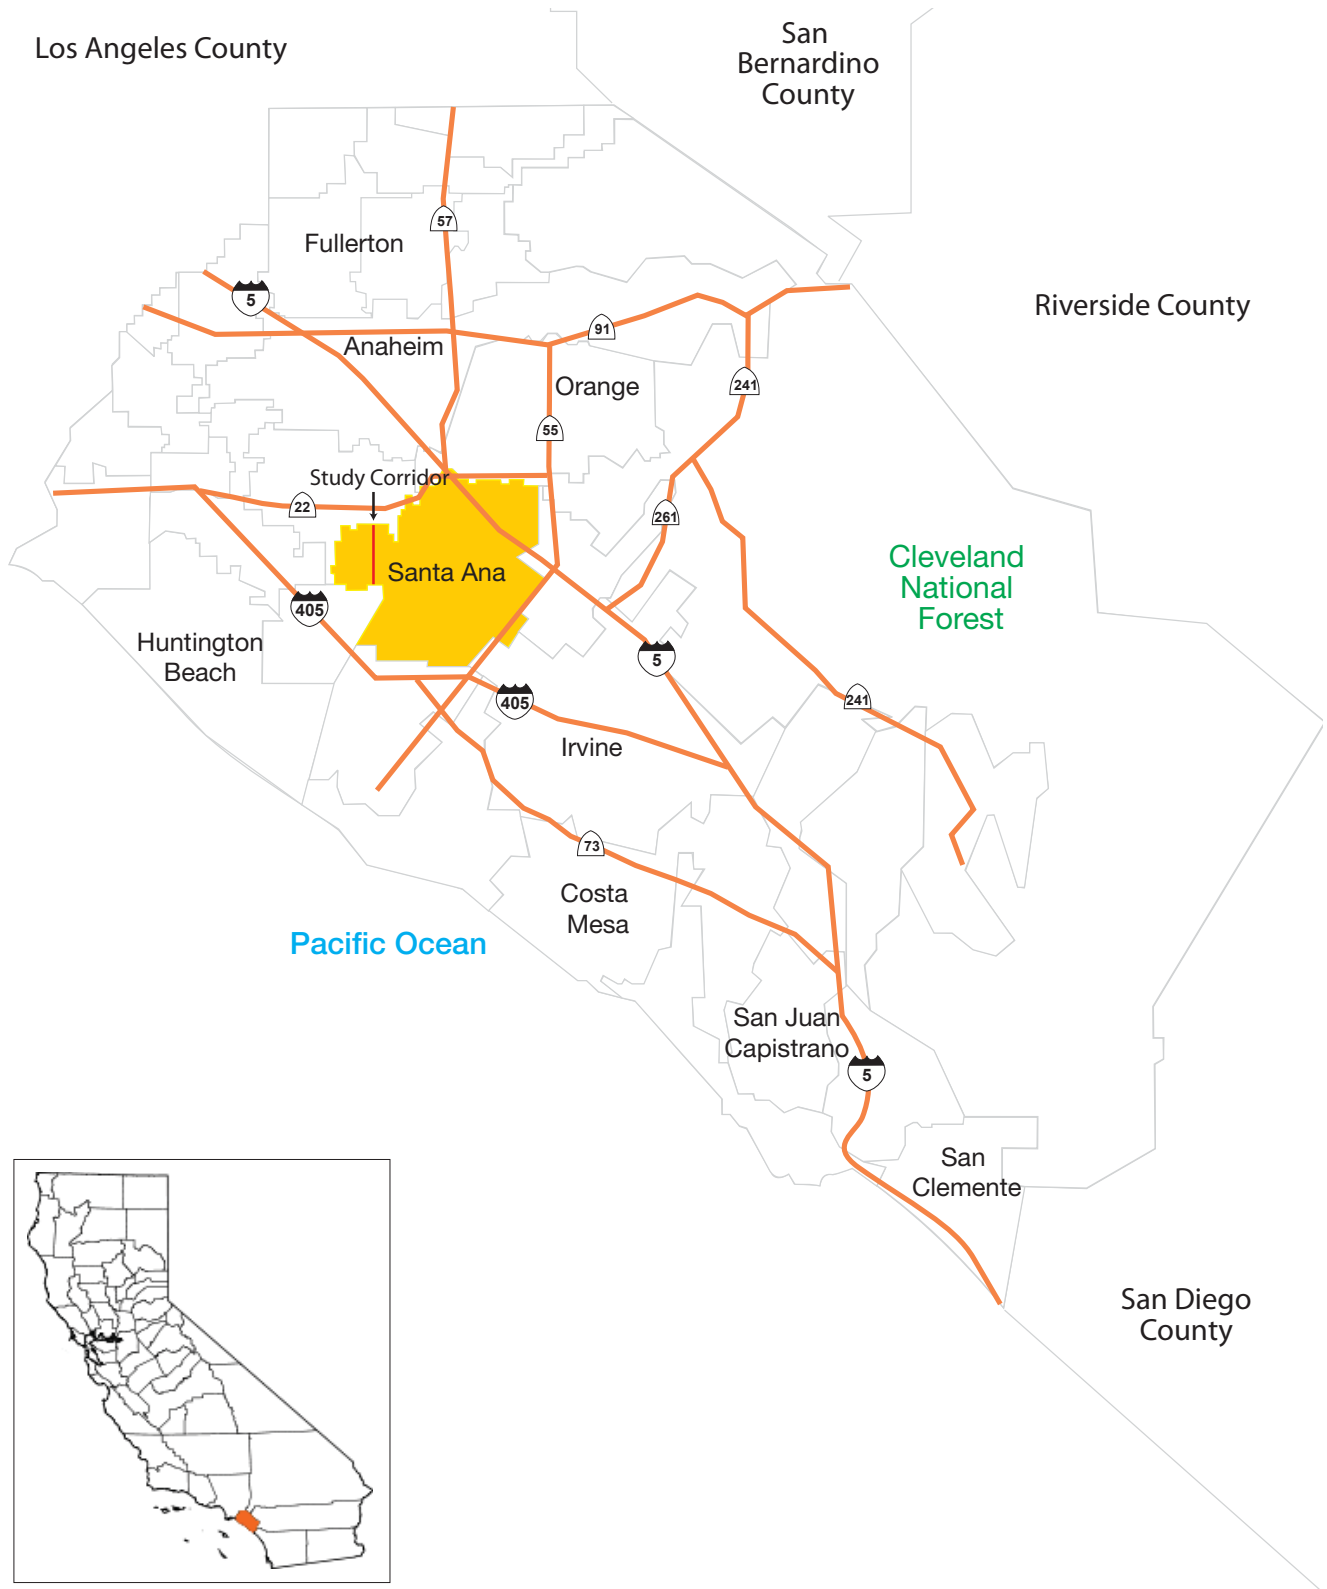 Los Angeles County
San
Bernardino
County
57
Fullerton
5
Riverside County
91
Anaheim
Orange
241
55
Study Corridor
22
261
Cleveland
National
Forest
Santa Ana
405
Huntington
Beach
5
405
241
Irvine
73
Costa
Mesa
Pacific Ocean
San Juan
Capistrano
5
San
Clemente
San Diego
County